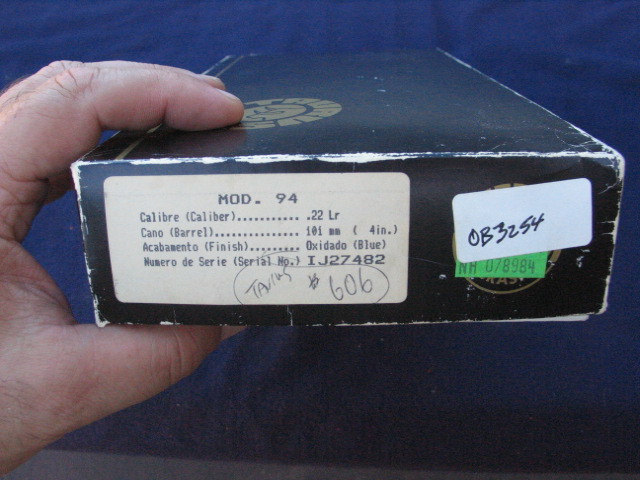 MOD. 94
Calibre (Caliber)........... .22 Lr
Cano (Barrel)............... 101 mm ( 4in.)
Acabamento (Finish)........ Oxidado (Blue)
Numero de Serie (Serial No.) IJ27482
TAURUS # 606
OB3254
NA 078984